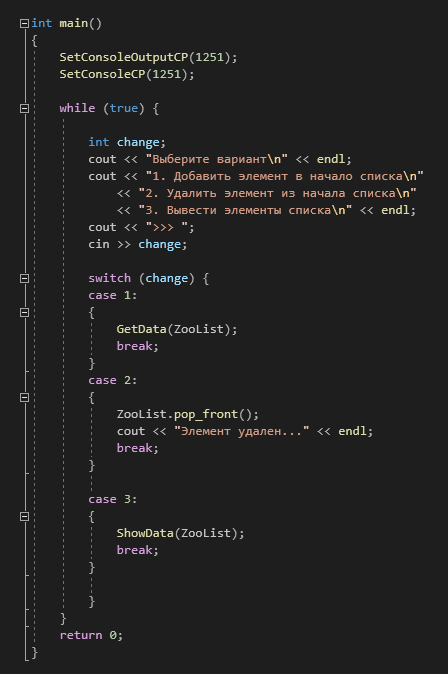 int main()
{
    SetConsoleOutputCP(1251);
    SetConsoleCP(1251);

    while (true) {

        int change;
        cout << "Выберите вариант\n" << endl;
        cout << "1. Добавить элемент в начало списка\n"
            << "2. Удалить элемент из начала списка\n"
            << "3. Вывести элементы списка\n" << endl;
        cout << ">>> ";
        cin >> change;

        switch (change) {
        case 1:
        {
            GetData(ZooList);
            break;
        }
        case 2:
        {
            ZooList.pop_front();
            cout << "Элемент удален..." << endl;
            break;
        }

        case 3:
        {
            ShowData(ZooList);
            break;
        }

        }
    }
    return 0;
}